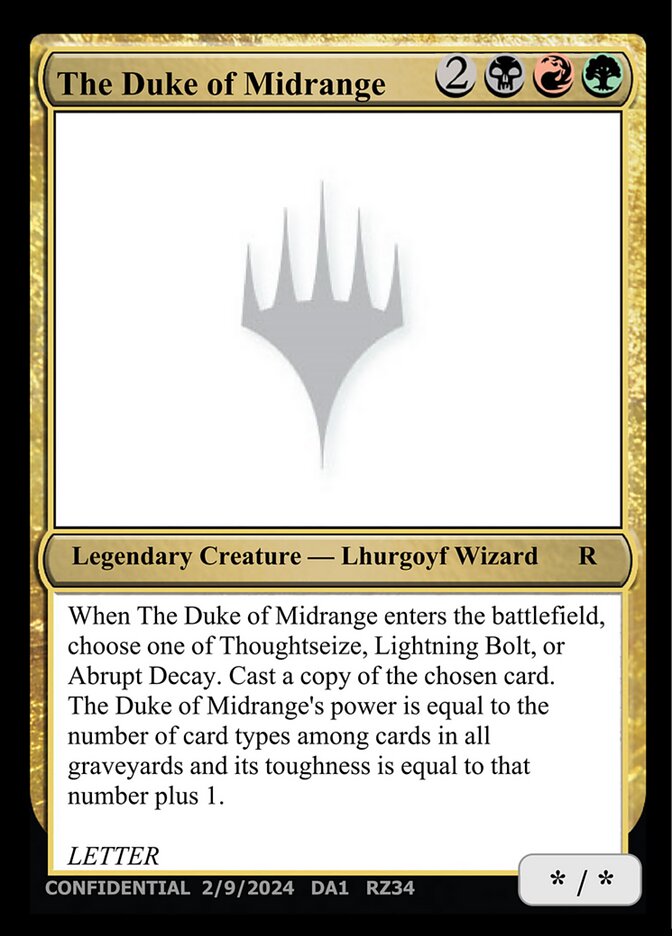 The Duke of Midrange 2
Legendary Creature — Lhurgoyf Wizard R
When The Duke of Midrange enters the battlefield,
choose one of Thoughtseize, Lightning Bolt, or
Abrupt Decay. Cast a copy of the chosen card.
The Duke of Midrange's power is equal to the
number of card types among cards in all
graveyards and its toughness is equal to that
number plus 1.
LETTER
CONFIDENTIAL 2/9/2024 DA1 RZ34
* / *